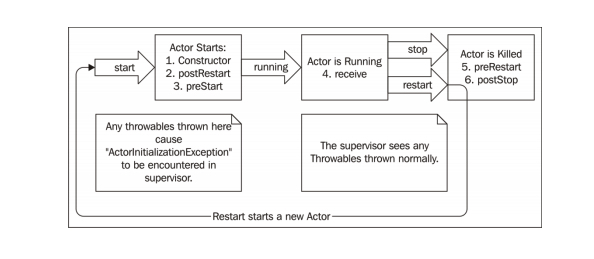 start
Actor Starts:
1. Constructor
2. postRestart
3. preStart
running
Actor is Running
4. receive
stop
restart
Actor is Killed
5. preRestart
6. postStop
Any throwables thrown here
cause
"ActorInitializationException"
to be encountered in
supervisor.
The supervisor sees any
Throwables thrown normally.
Restart starts a new Actor